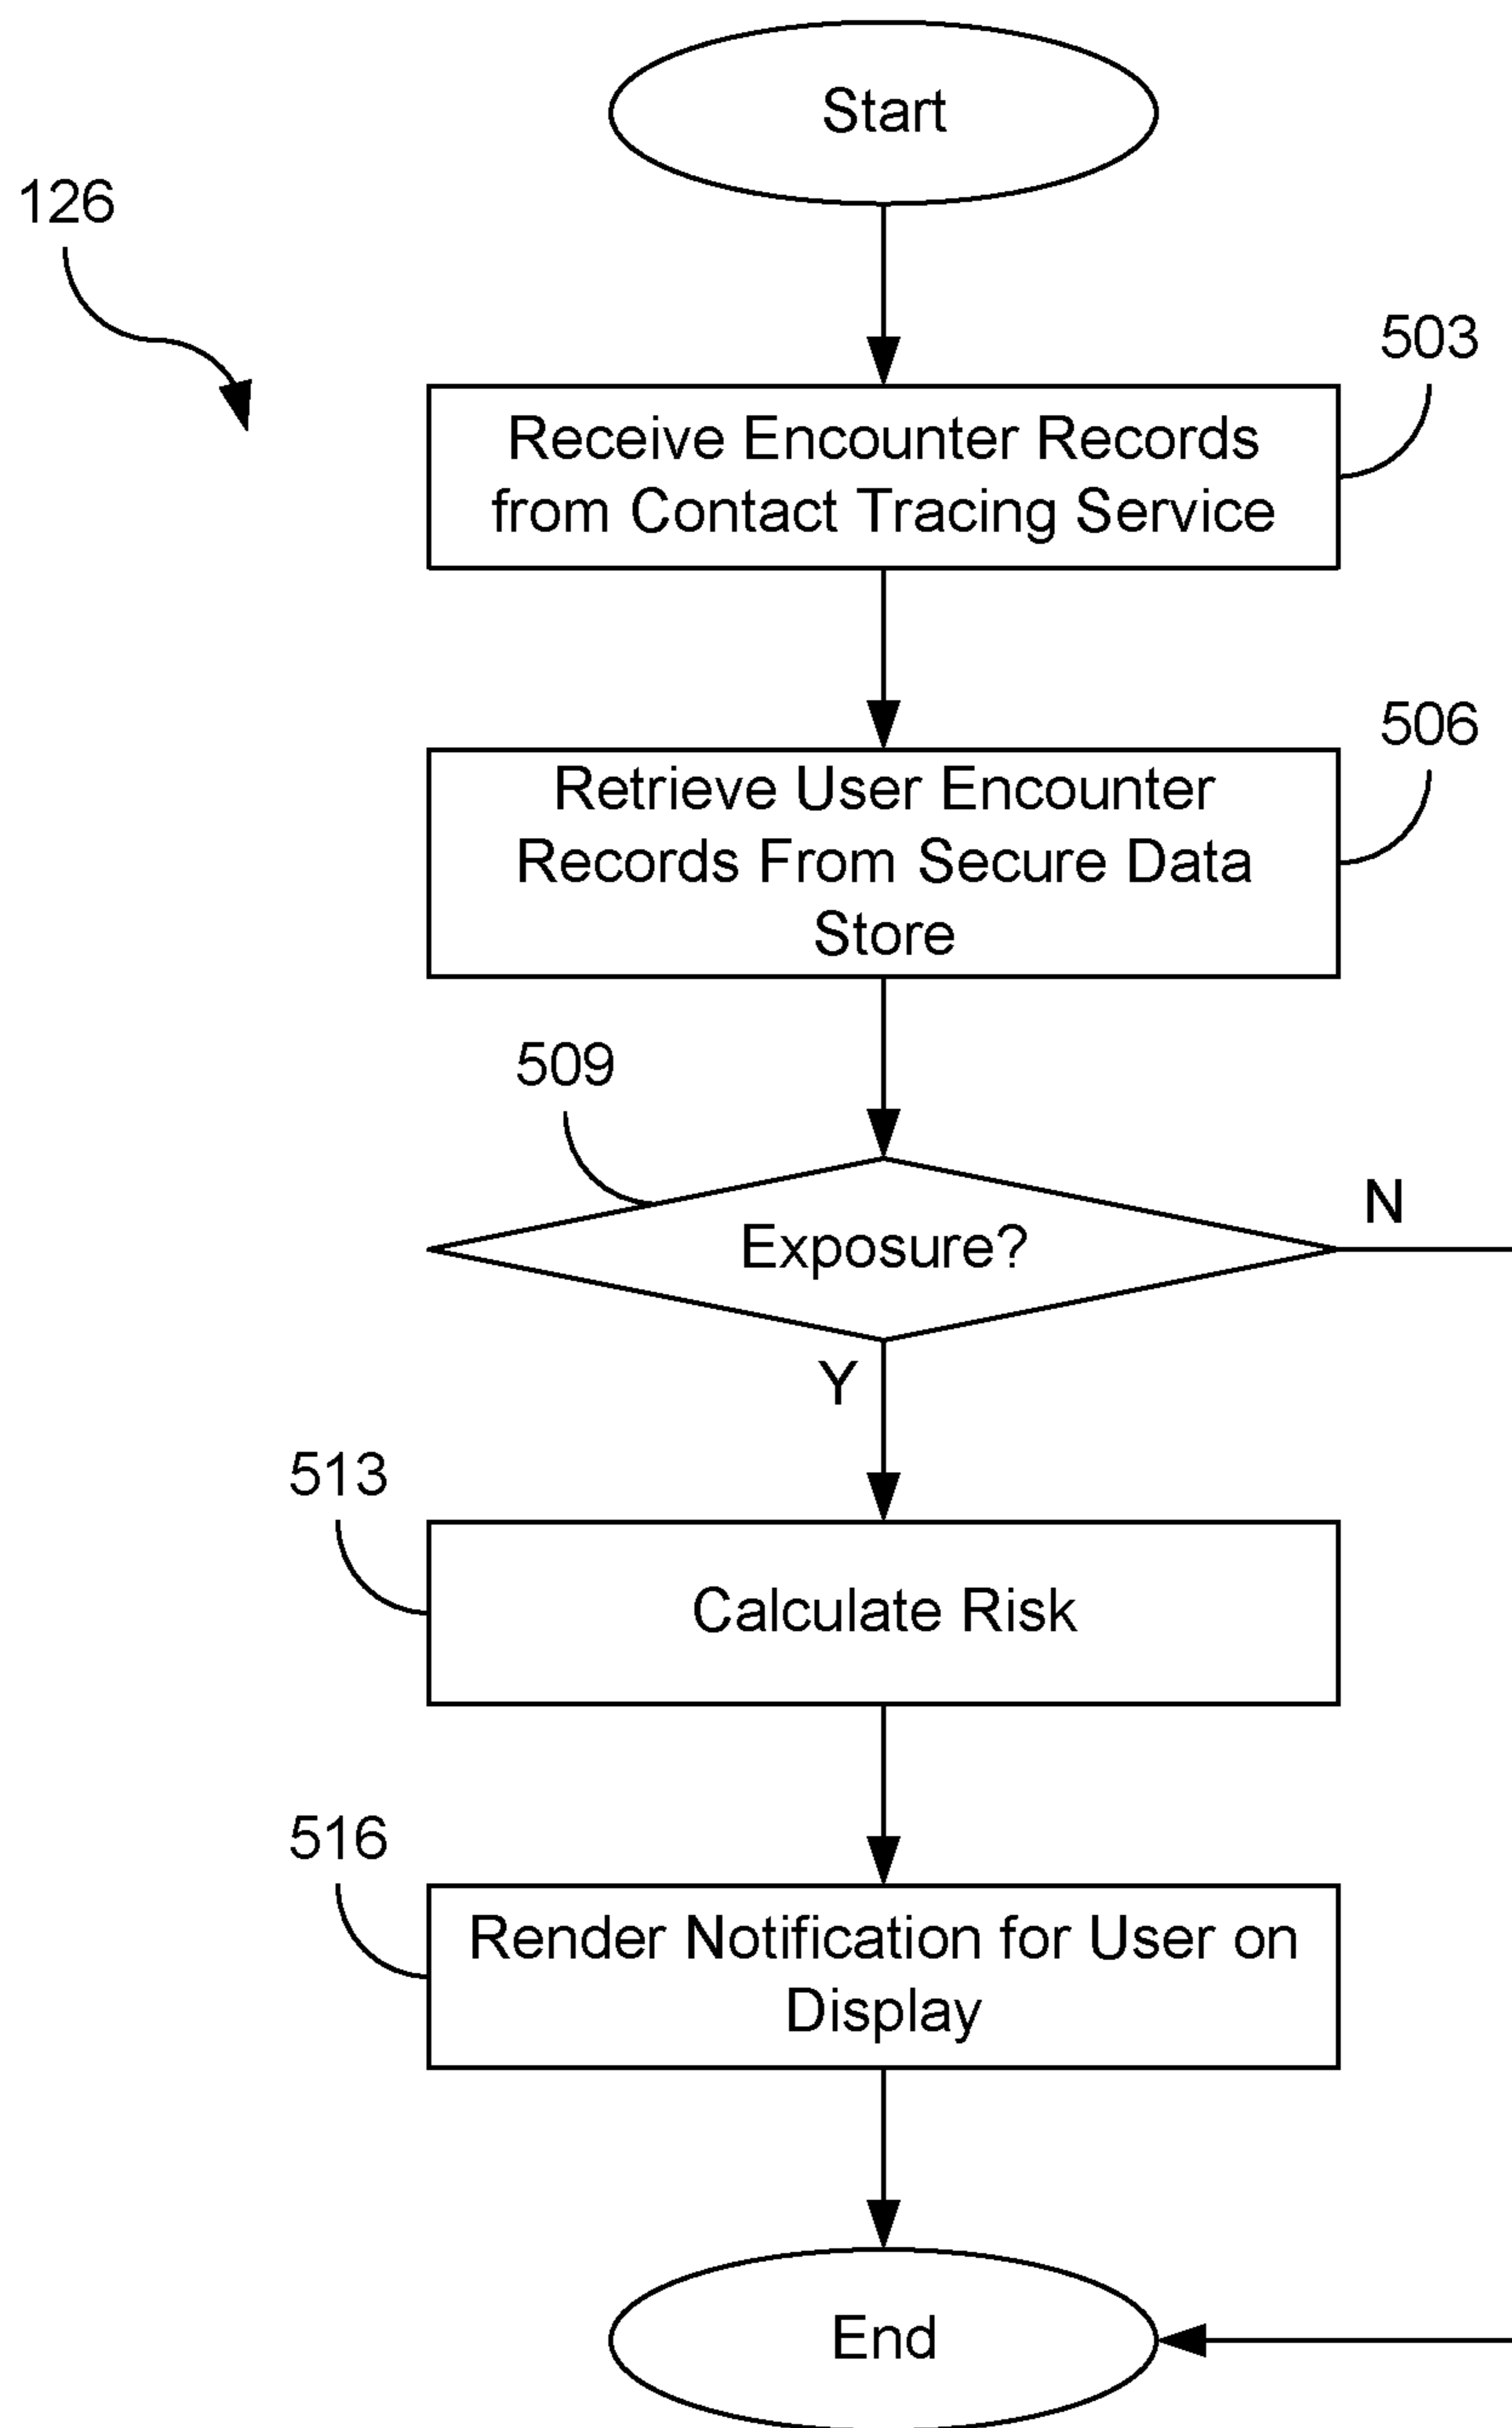 Start
126
503
Receive Encounter Records
from Contact Tracing Service
506
Retrieve User Encounter
Records From Secure Data
Store
509
N
Exposure?
Y
513
Calculate Risk
516
Render Notification for User on
Display
End